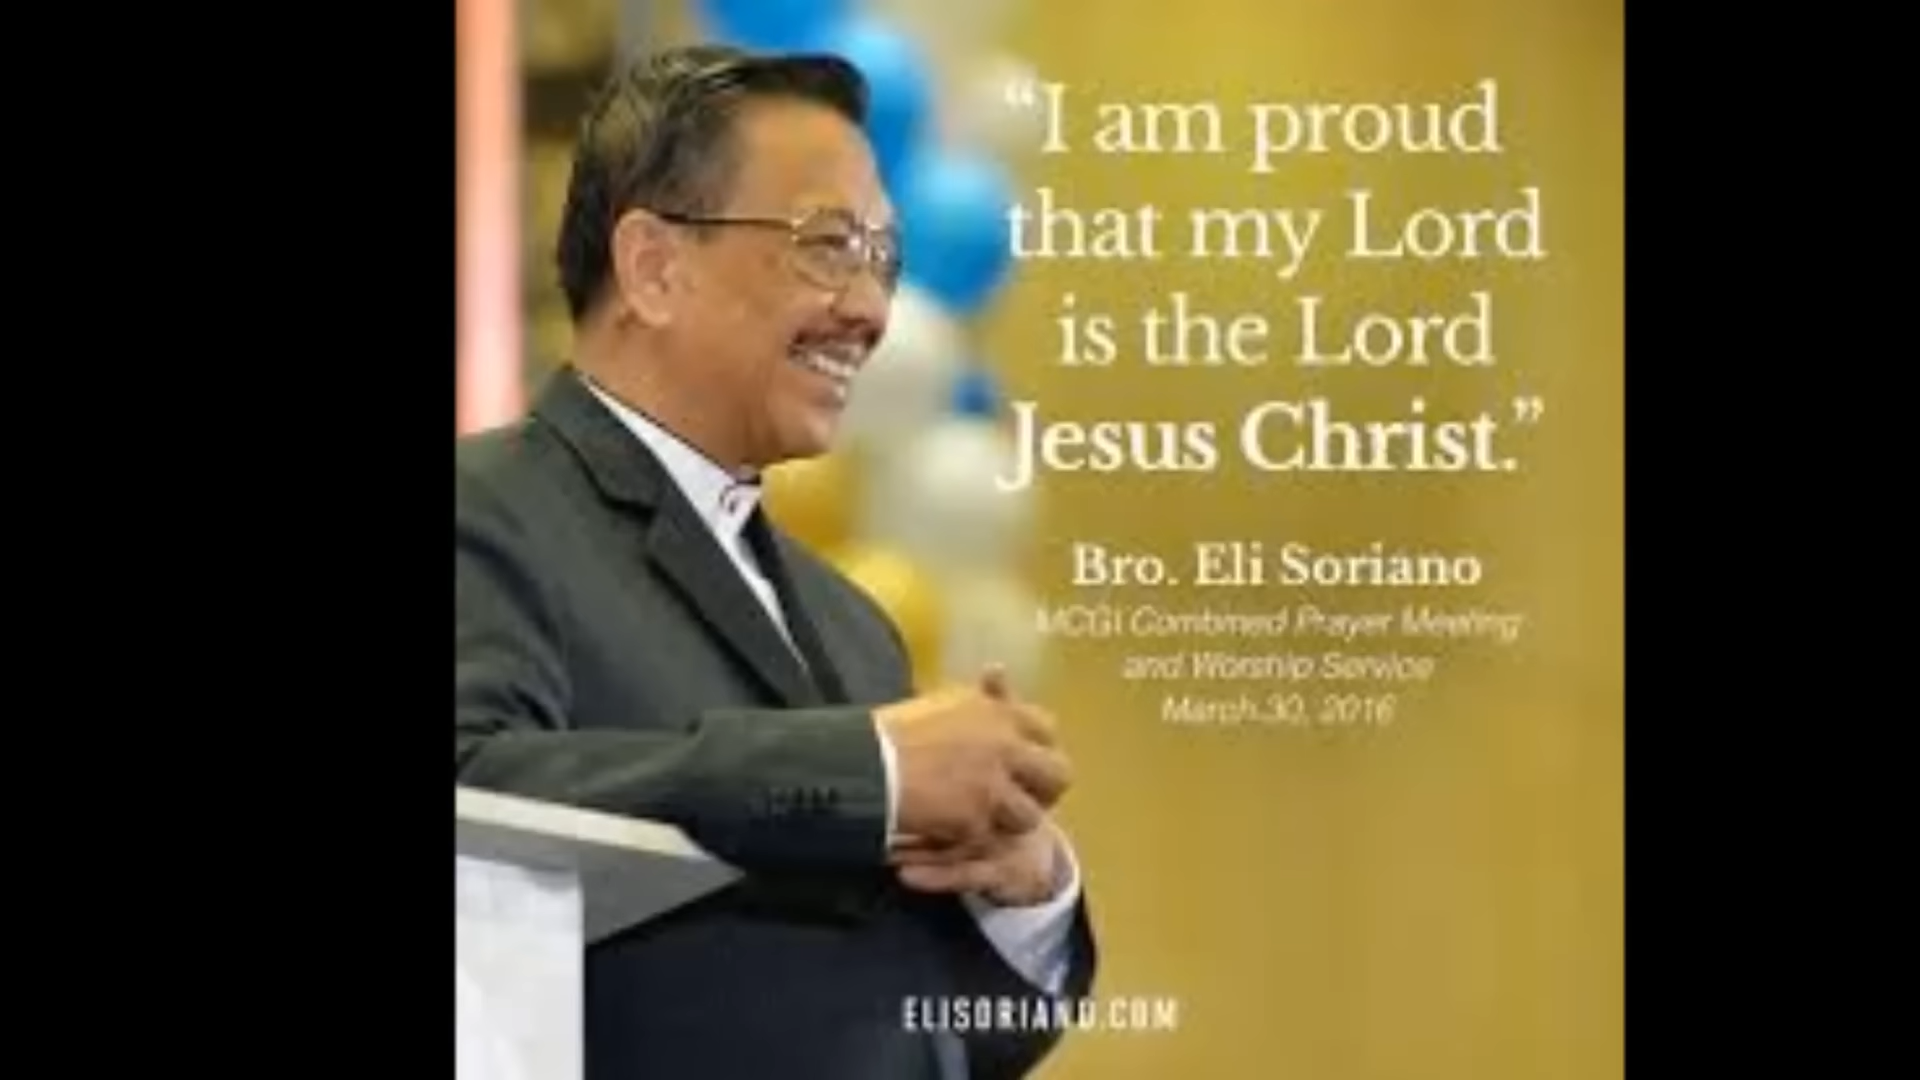 “I am proud
that my Lord
is the Lord
Jesus Christ.”
Bro. Eli Soriano
MCGI Combined Prayer Meeting
and Worship Service
March 30, 2016
ELISORIANO.COM